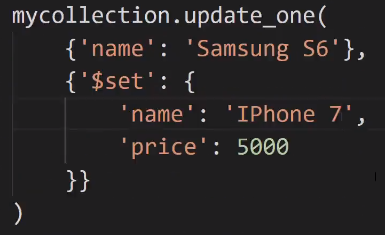 mycollection.update_one(
    {'name': 'Samsung S6'},
    {'$set': {
        'name': 'IPhone 7',
        'price': 5000
    }}
)